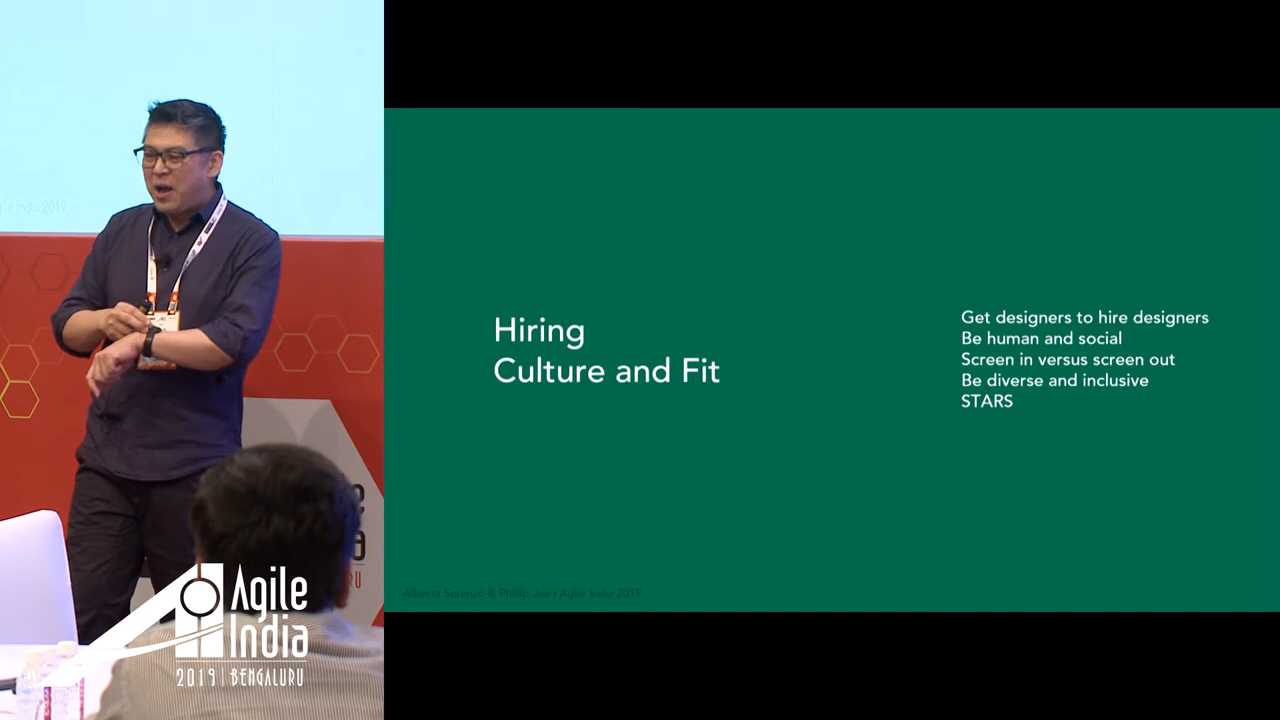 Hiring
Culture and Fit
Get designers to hire designers
Be human and social
Screen in versus screen out
Be diverse and inclusive
STARS
Alberta Soranzo & Phillip Joe | Agile India 2019
Agile
India
2019 | BENGALURU